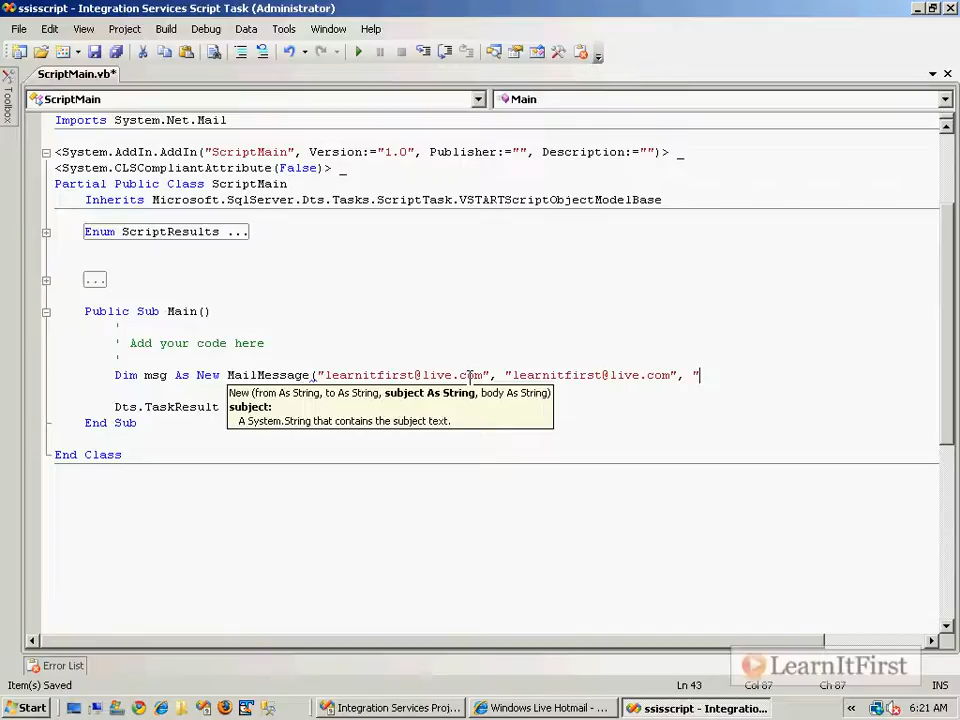 ssisscript - Integration Services Script Task (Administrator)
File Edit View Project Build Debug Data Tools Window Help
ScriptMain.vb*
Toolbox
ScriptMain Main
Imports System.Net.Mail
<System.AddIn.AddIn("ScriptMain", Version:="1.0", Publisher:="", Description:="")> _
<System.CLSCompliantAttribute(False)> _
Partial Public Class ScriptMain
Inherits Microsoft.SqlServer.Dts.Tasks.ScriptTask.VSTARTScriptObjectModelBase
Enum ScriptResults ...
...
Public Sub Main()
'
' Add your code here
'
Dim msg As New MailMessage("learnitfirst@live.com", "learnitfirst@live.com", "
New (from As String, to As String, subject As String, body As String)
subject:
A System.String that contains the subject text.
Dts.TaskResult
End Sub
End Class
Error List
LearnItFirst
Item(s) Saved Ln 43 Col 87 Ch 87 INS
Start Integration Services Proj... Windows Live Hotmail - ... ssisscript - Integratio... « 6:21 AM